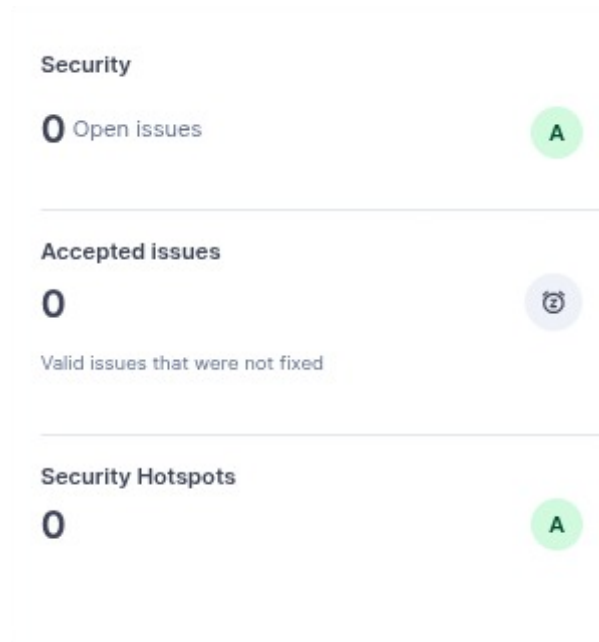 Security
0 Open issues
A
Accepted issues
0
Valid issues that were not fixed
Security Hotspots
0
A